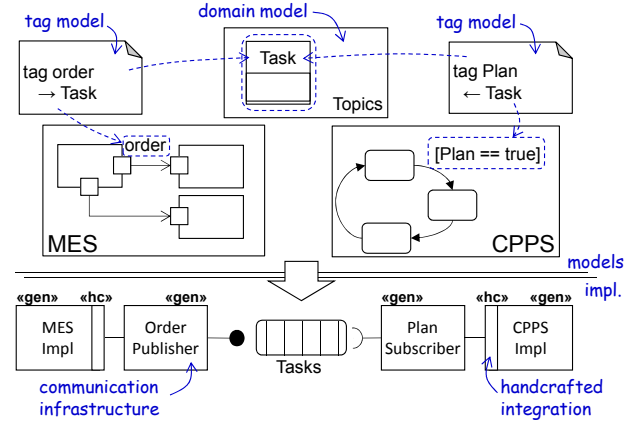 tag model
domain model
tag model
tag order
→ Task
Task
Topics
tag Plan
← Task
order
MES
[Plan == true]
CPPS
models
impl.
«gen» «hc» «gen» «gen» «hc» «gen»
MES
Impl
Order
Publisher
Tasks
Plan
Subscriber
CPPS
Impl
communication
infrastructure
handcrafted
integration